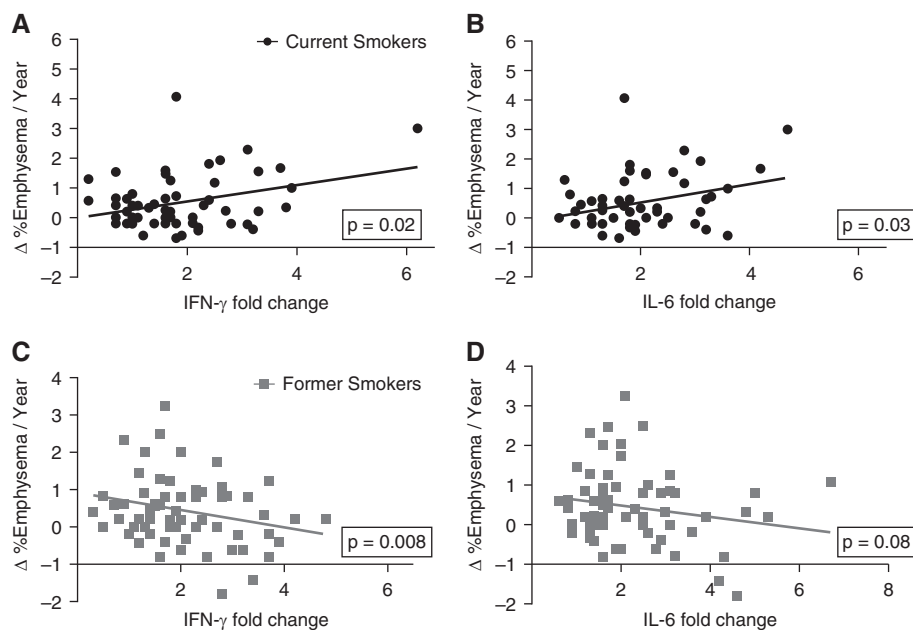 A
Δ %Emphysema / Year
6
5
4
3
2
1
0
–1
–2
Current Smokers
p = 0.02
2
4
6
IFN-γ fold change
B
Δ %Emphysema / Year
6
5
4
3
2
1
0
–1
–2
p = 0.03
2
4
6
IL-6 fold change
C
Δ %Emphysema / Year
4
3
2
1
0
–1
–2
Former Smokers
p = 0.008
2
4
6
IFN-γ fold change
D
Δ %Emphysema / Year
4
3
2
1
0
–1
–2
p = 0.08
2
4
6
8
IL-6 fold change